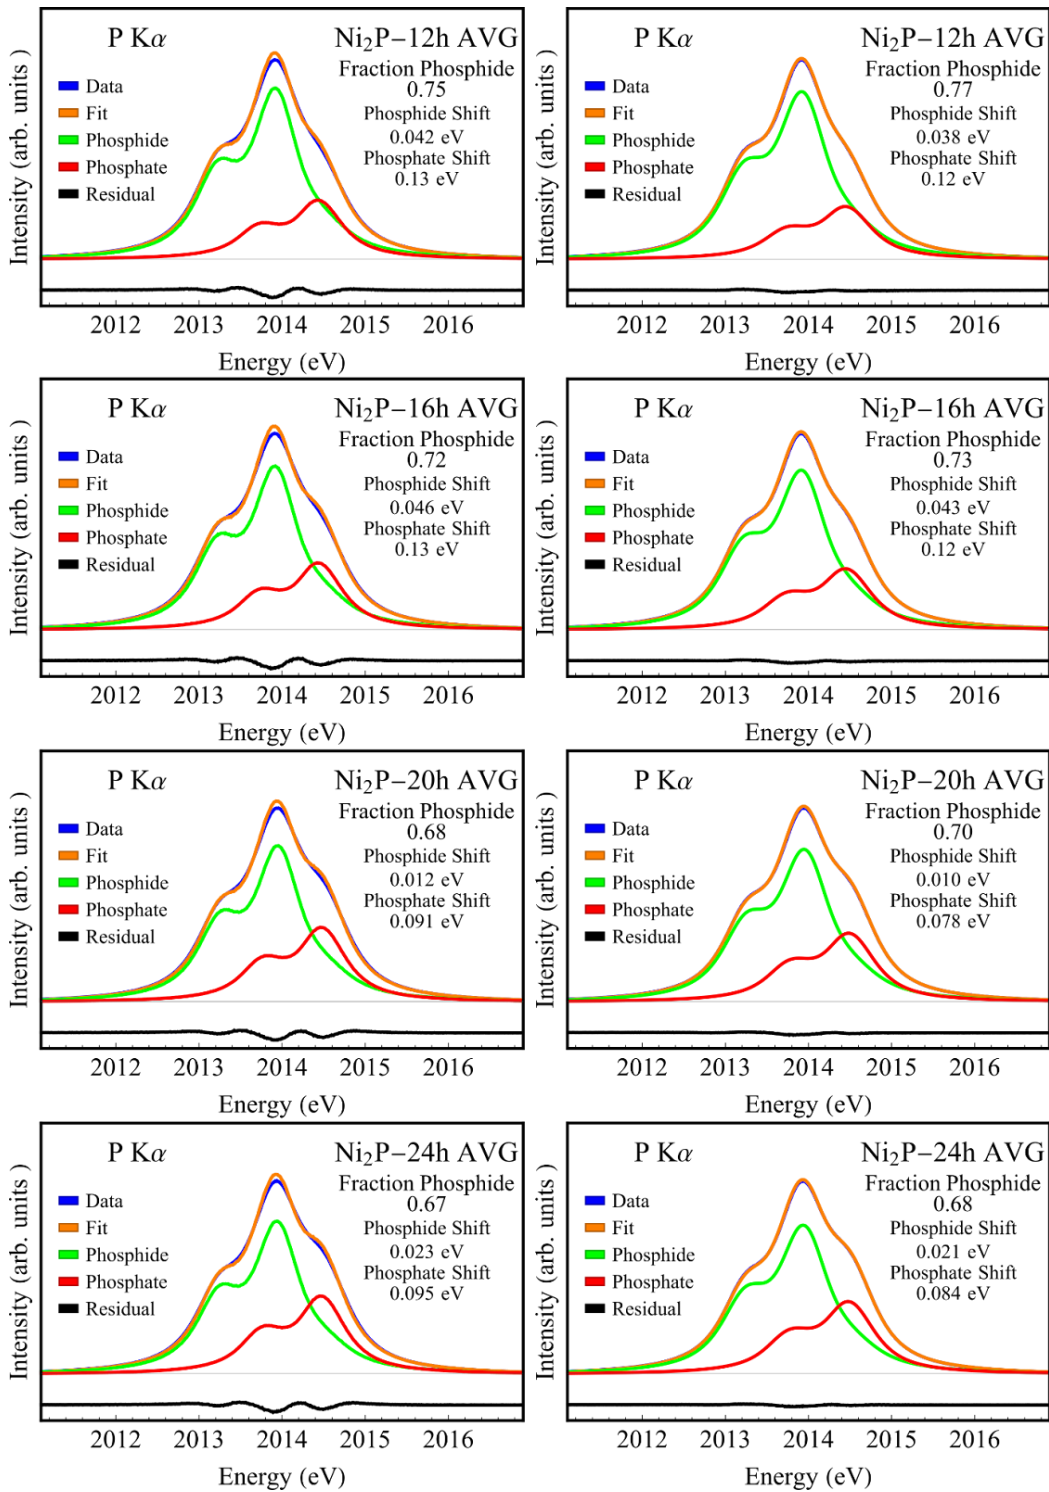 P Kα
Ni₂P−12h AVG
Fraction Phosphide
0.75
Phosphide Shift
0.042 eV
Phosphate Shift
0.13 eV
Data
Fit
Phosphide
Phosphate
Residual
Intensity (arb. units )
2012 2013 2014 2015 2016
Energy (eV)
P Kα
Ni₂P−12h AVG
Fraction Phosphide
0.77
Phosphide Shift
0.038 eV
Phosphate Shift
0.12 eV
Data
Fit
Phosphide
Phosphate
Residual
Intensity (arb. units )
2012 2013 2014 2015 2016
Energy (eV)
P Kα
Ni₂P−16h AVG
Fraction Phosphide
0.72
Phosphide Shift
0.046 eV
Phosphate Shift
0.13 eV
Data
Fit
Phosphide
Phosphate
Residual
Intensity (arb. units )
2012 2013 2014 2015 2016
Energy (eV)
P Kα
Ni₂P−16h AVG
Fraction Phosphide
0.73
Phosphide Shift
0.043 eV
Phosphate Shift
0.12 eV
Data
Fit
Phosphide
Phosphate
Residual
Intensity (arb. units )
2012 2013 2014 2015 2016
Energy (eV)
P Kα
Ni₂P−20h AVG
Fraction Phosphide
0.68
Phosphide Shift
0.012 eV
Phosphate Shift
0.091 eV
Data
Fit
Phosphide
Phosphate
Residual
Intensity (arb. units )
2012 2013 2014 2015 2016
Energy (eV)
P Kα
Ni₂P−20h AVG
Fraction Phosphide
0.70
Phosphide Shift
0.010 eV
Phosphate Shift
0.078 eV
Data
Fit
Phosphide
Phosphate
Residual
Intensity (arb. units )
2012 2013 2014 2015 2016
Energy (eV)
P Kα
Ni₂P−24h AVG
Fraction Phosphide
0.67
Phosphide Shift
0.023 eV
Phosphate Shift
0.095 eV
Data
Fit
Phosphide
Phosphate
Residual
Intensity (arb. units )
2012 2013 2014 2015 2016
Energy (eV)
P Kα
Ni₂P−24h AVG
Fraction Phosphide
0.68
Phosphide Shift
0.021 eV
Phosphate Shift
0.084 eV
Data
Fit
Phosphide
Phosphate
Residual
Intensity (arb. units )
2012 2013 2014 2015 2016
Energy (eV)